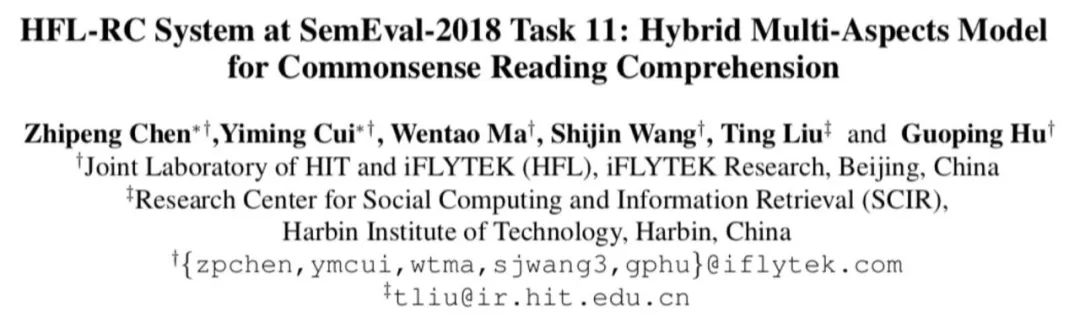 HFL-RC System at SemEval-2018 Task 11: Hybrid Multi-Aspects Model
for Commonsense Reading Comprehension
Zhipeng Chen*†,Yiming Cui*†, Wentao Ma†, Shijin Wang†, Ting Liu‡ and Guoping Hu†
†Joint Laboratory of HIT and iFLYTEK (HFL), iFLYTEK Research, Beijing, China
‡Research Center for Social Computing and Information Retrieval (SCIR),
Harbin Institute of Technology, Harbin, China
†{zpchen,ymcui,wtma,sjwang3,gphu}@iflytek.com
‡tliu@ir.hit.edu.cn